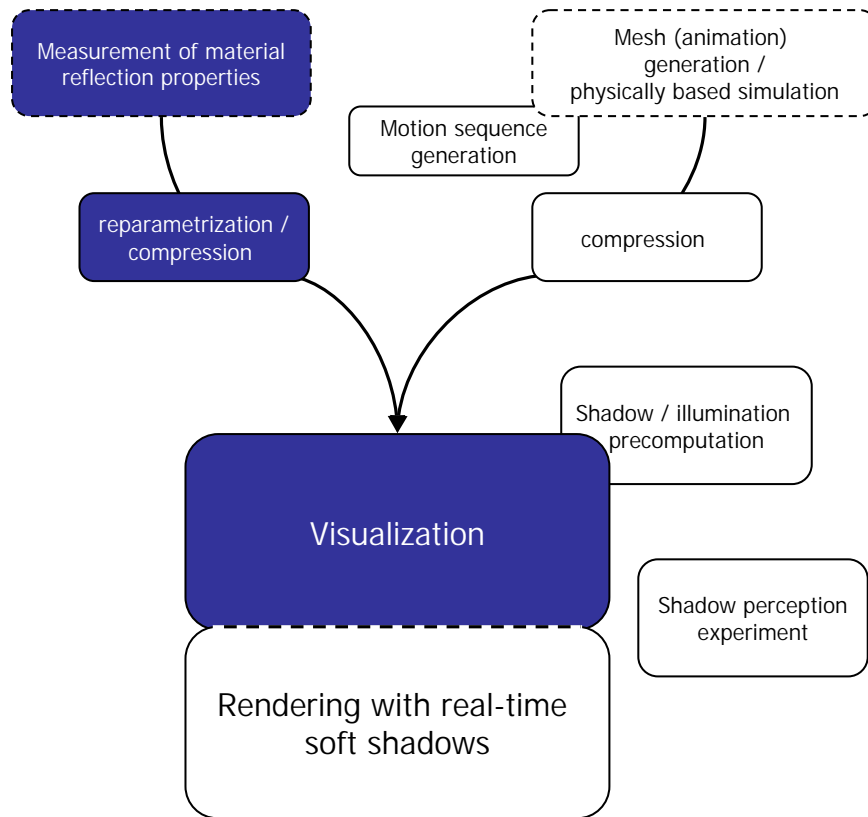 Measurement of material
reflection properties
Mesh (animation)
generation /
physically based simulation
Motion sequence
generation
reparametrization /
compression
compression
Shadow / illumination
precomputation
Visualization
Shadow perception
experiment
Rendering with real-time
soft shadows